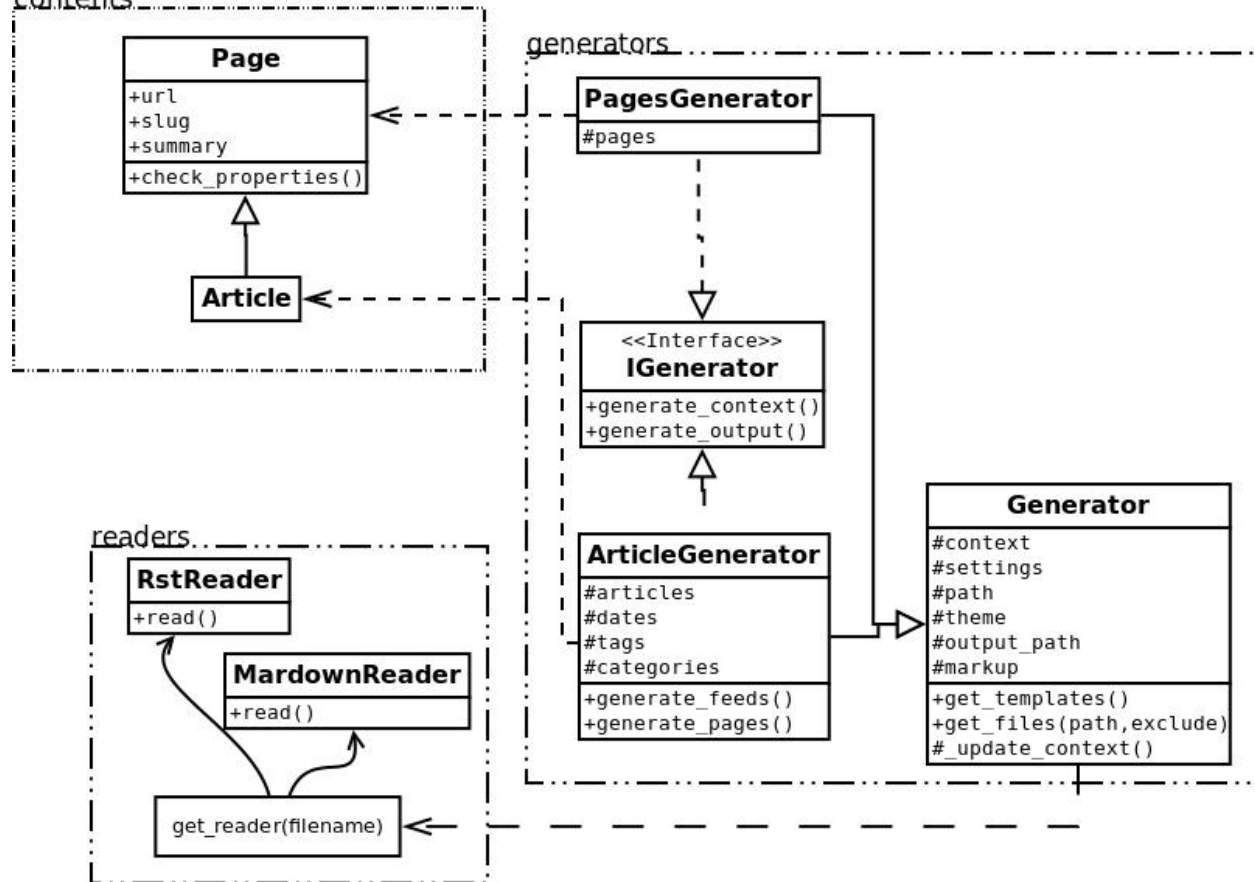 contents
Page
+url
+slug
+summary
+check_properties()
Article
generators
PagesGenerator
#pages
<<Interface>>
IGenerator
+generate_context()
+generate_output()
ArticleGenerator
#articles
#dates
#tags
#categories
+generate_feeds()
+generate_pages()
Generator
#context
#settings
#path
#theme
#output_path
#markup
+get_templates()
+get_files(path,exclude)
#_update_context()
readers
RstReader
+read()
MardownReader
+read()
get_reader(filename)